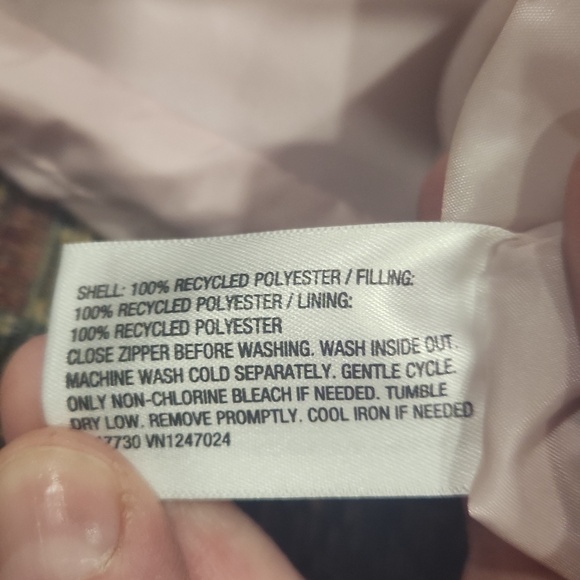 SHELL: 100% RECYCLED POLYESTER / FILLING:
100% RECYCLED POLYESTER / LINING:
100% RECYCLED POLYESTER
CLOSE ZIPPER BEFORE WASHING. WASH INSIDE OUT.
MACHINE WASH COLD SEPARATELY. GENTLE CYCLE.
ONLY NON-CHLORINE BLEACH IF NEEDED. TUMBLE
DRY LOW. REMOVE PROMPTLY. COOL IRON IF NEEDED
VN1247024